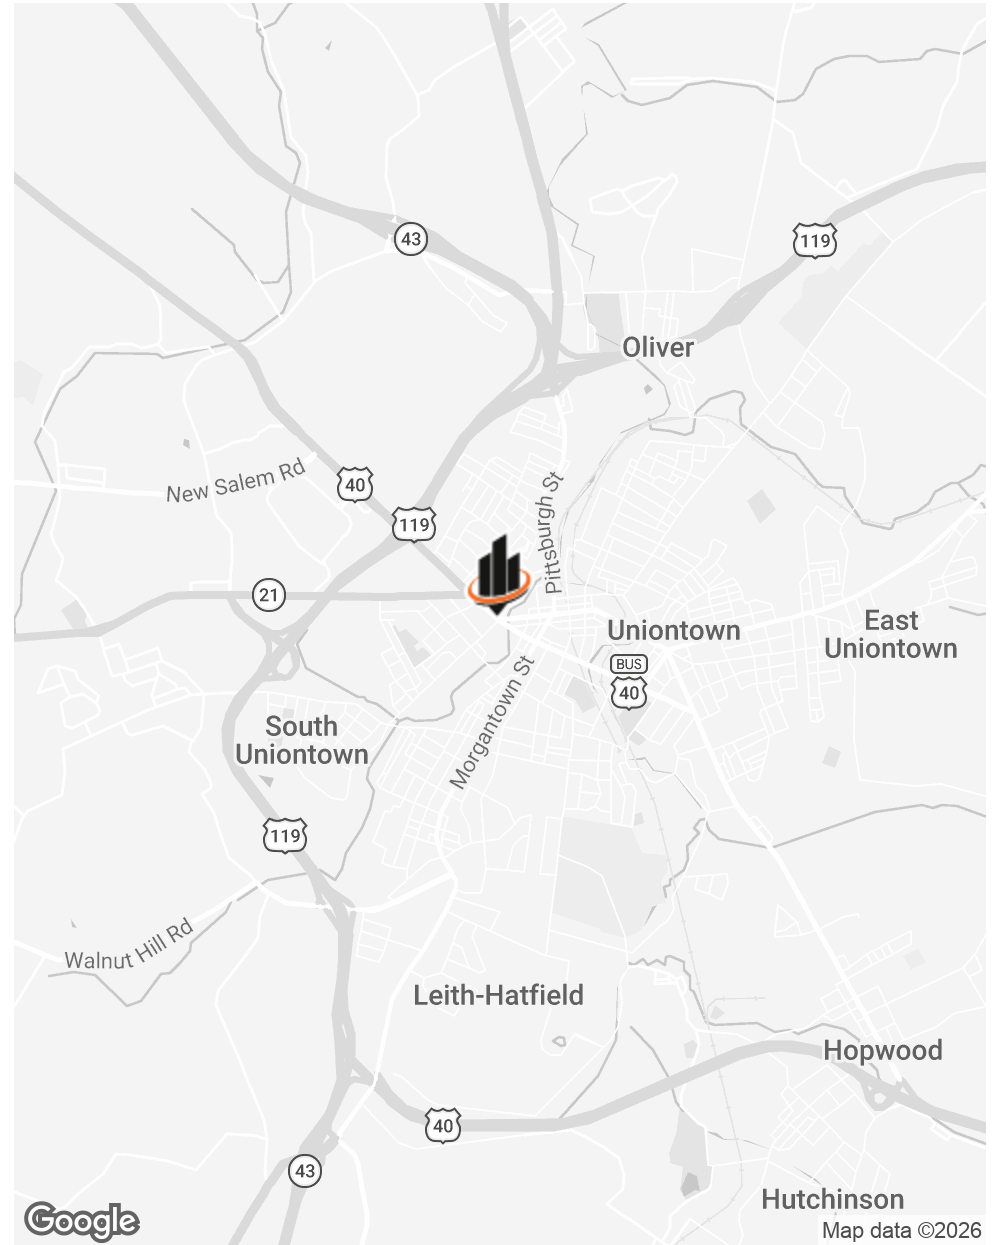 43
119
Oliver
New Salem Rd
40
119
Pittsburgh St
21
Uniontown
East
Uniontown
BUS
40
South
Uniontown
Morgantown St
119
Walnut Hill Rd
Leith-Hatfield
Hopwood
40
43
Hutchinson
Google
Map data ©2026